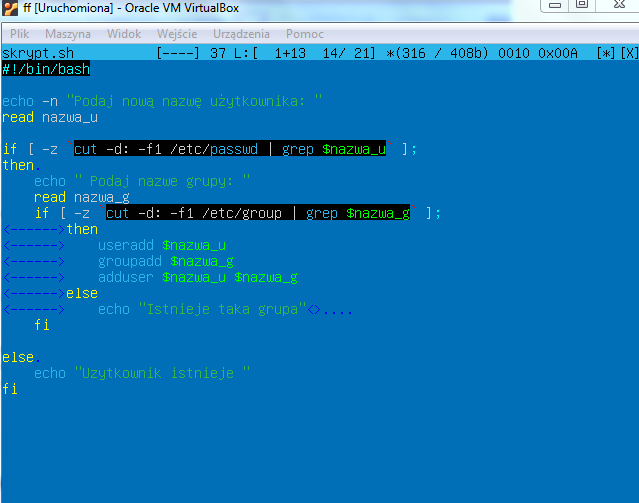 ff [Uruchomiona] - Oracle VM VirtualBox
Plik Maszyna Widok Wejście Urządzenia Pomoc
skrypt.sh [----] 37 L:[ 1+13 14/ 21] *(316 / 408b) 0010 0x00A [*][X]
#!/bin/bash
echo -n "Podaj nową nazwę użytkownika: "
read nazwa_u
if [ -z `cut -d: -f1 /etc/passwd | grep $nazwa_u` ];
then.
echo " Podaj nazwe grupy: "
read nazwa_g
if [ -z `cut -d: -f1 /etc/group | grep $nazwa_g` ];
<------>then
<------> useradd $nazwa_u
<------> groupadd $nazwa_g
<------> adduser $nazwa_u $nazwa_g
<------>else
<------> echo "Istnieje taka grupa"<>....
fi
else.
echo "Uzytkownik istnieje "
fi